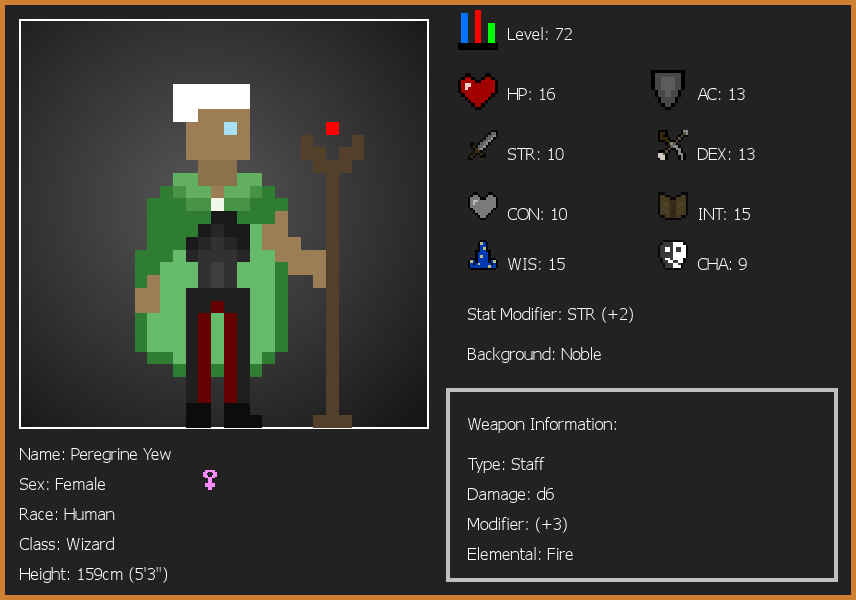 Level: 72
HP: 16
AC: 13
STR: 10
DEX: 13
CON: 10
INT: 15
WIS: 15
CHA: 9
Stat Modifier: STR (+2)
Background: Noble
Weapon Information:
Type: Staff
Damage: d6
Modifier: (+3)
Elemental: Fire
Name: Peregrine Yew
Sex: Female
Race: Human
Class: Wizard
Height: 159cm (5'3")